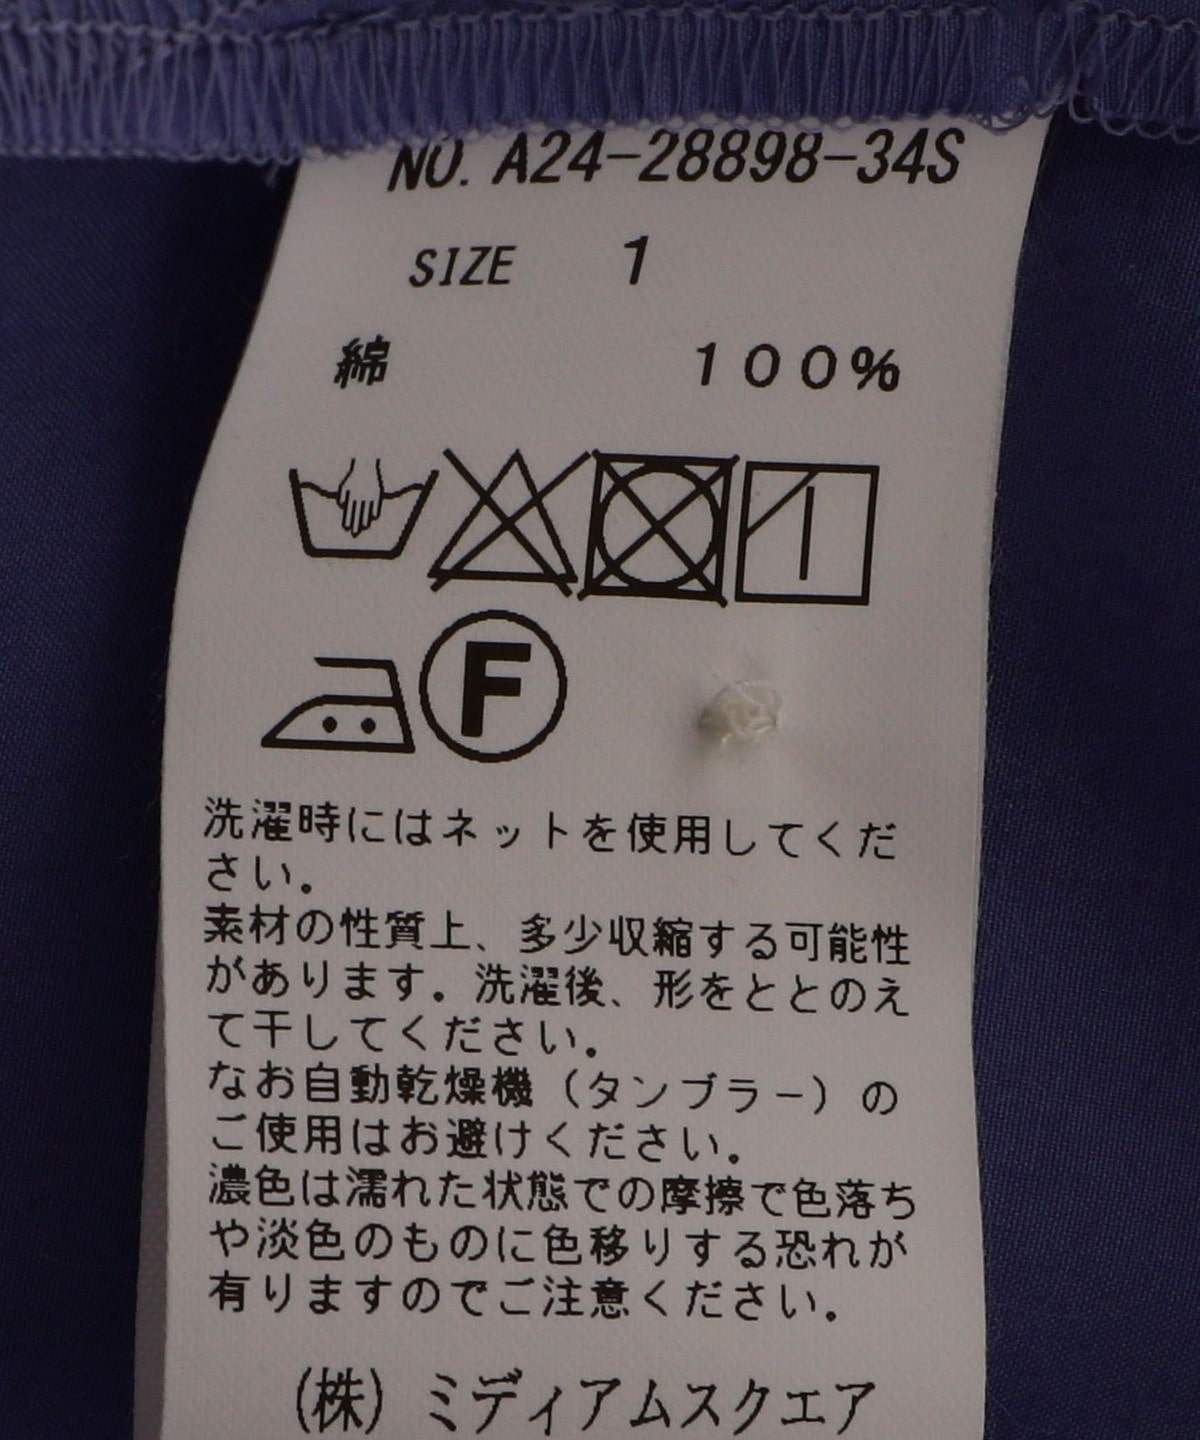 NO. A24-28898-34S
SIZE 1
綿 100%
F
洗濯時にはネットを使用してくだ
さい。
素材の性質上、多少収縮する可能性
があります。洗濯後、形をととのえ
て干してください。
なお自動乾燥機（タンブラー）の
ご使用はお避けください。
濃色は濡れた状態での摩擦で色落ち
や淡色のものに色移りする恐れが
有りますのでご注意ください。
(株) ミディアムスクエア